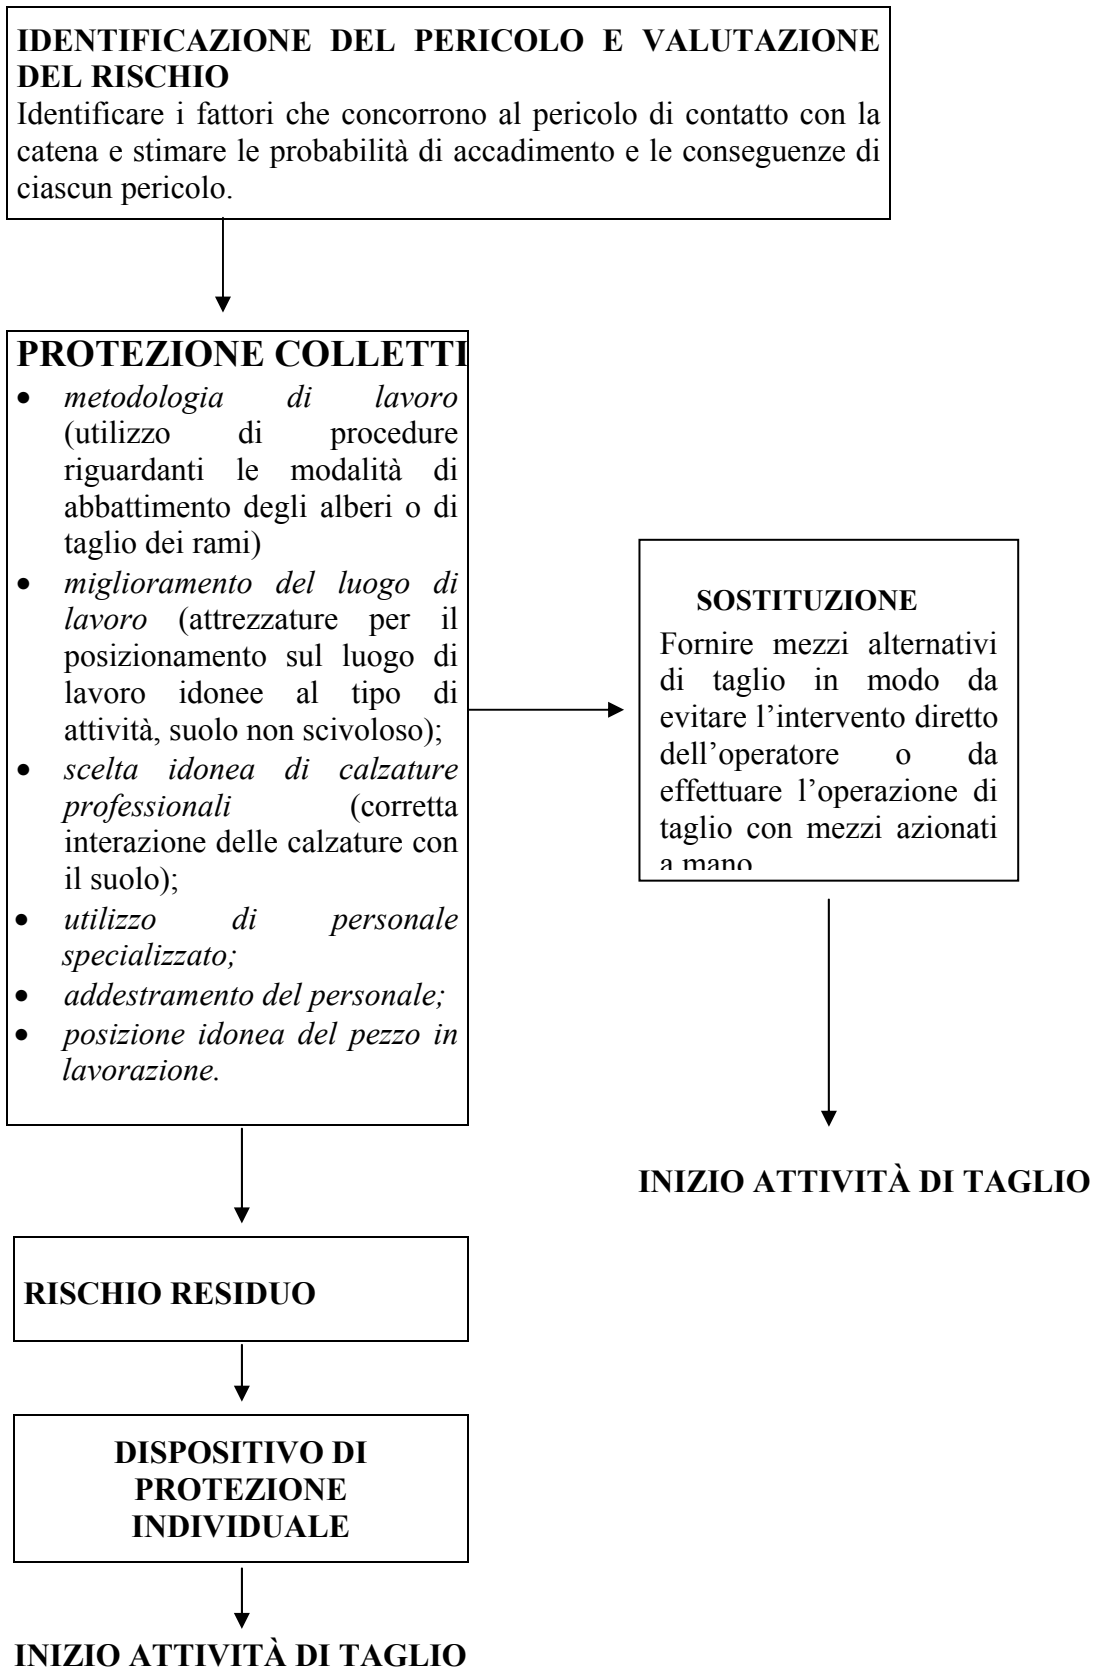 IDENTIFICAZIONE DEL PERICOLO E VALUTAZIONE
DEL RISCHIO
Identificare i fattori che concorrono al pericolo di contatto con la
catena e stimare le probabilità di accadimento e le conseguenze di
ciascun pericolo.
PROTEZIONE COLLETTI
• metodologia di lavoro
(utilizzo di procedure
riguardanti le modalità di
abbattimento degli alberi o di
taglio dei rami)
• miglioramento del luogo di
lavoro (attrezzature per il
posizionamento sul luogo di
lavoro idonee al tipo di
attività, suolo non scivoloso);
• scelta idonea di calzature
professionali (corretta
interazione delle calzature con
il suolo);
• utilizzo di personale
specializzato;
• addestramento del personale;
• posizione idonea del pezzo in
lavorazione.
SOSTITUZIONE
Fornire mezzi alternativi
di taglio in modo da
evitare l’intervento diretto
dell’operatore o da
effettuare l’operazione di
taglio con mezzi azionati
a mano
INIZIO ATTIVITÀ DI TAGLIO
RISCHIO RESIDUO
DISPOSITIVO DI
PROTEZIONE
INDIVIDUALE
INIZIO ATTIVITÀ DI TAGLIO